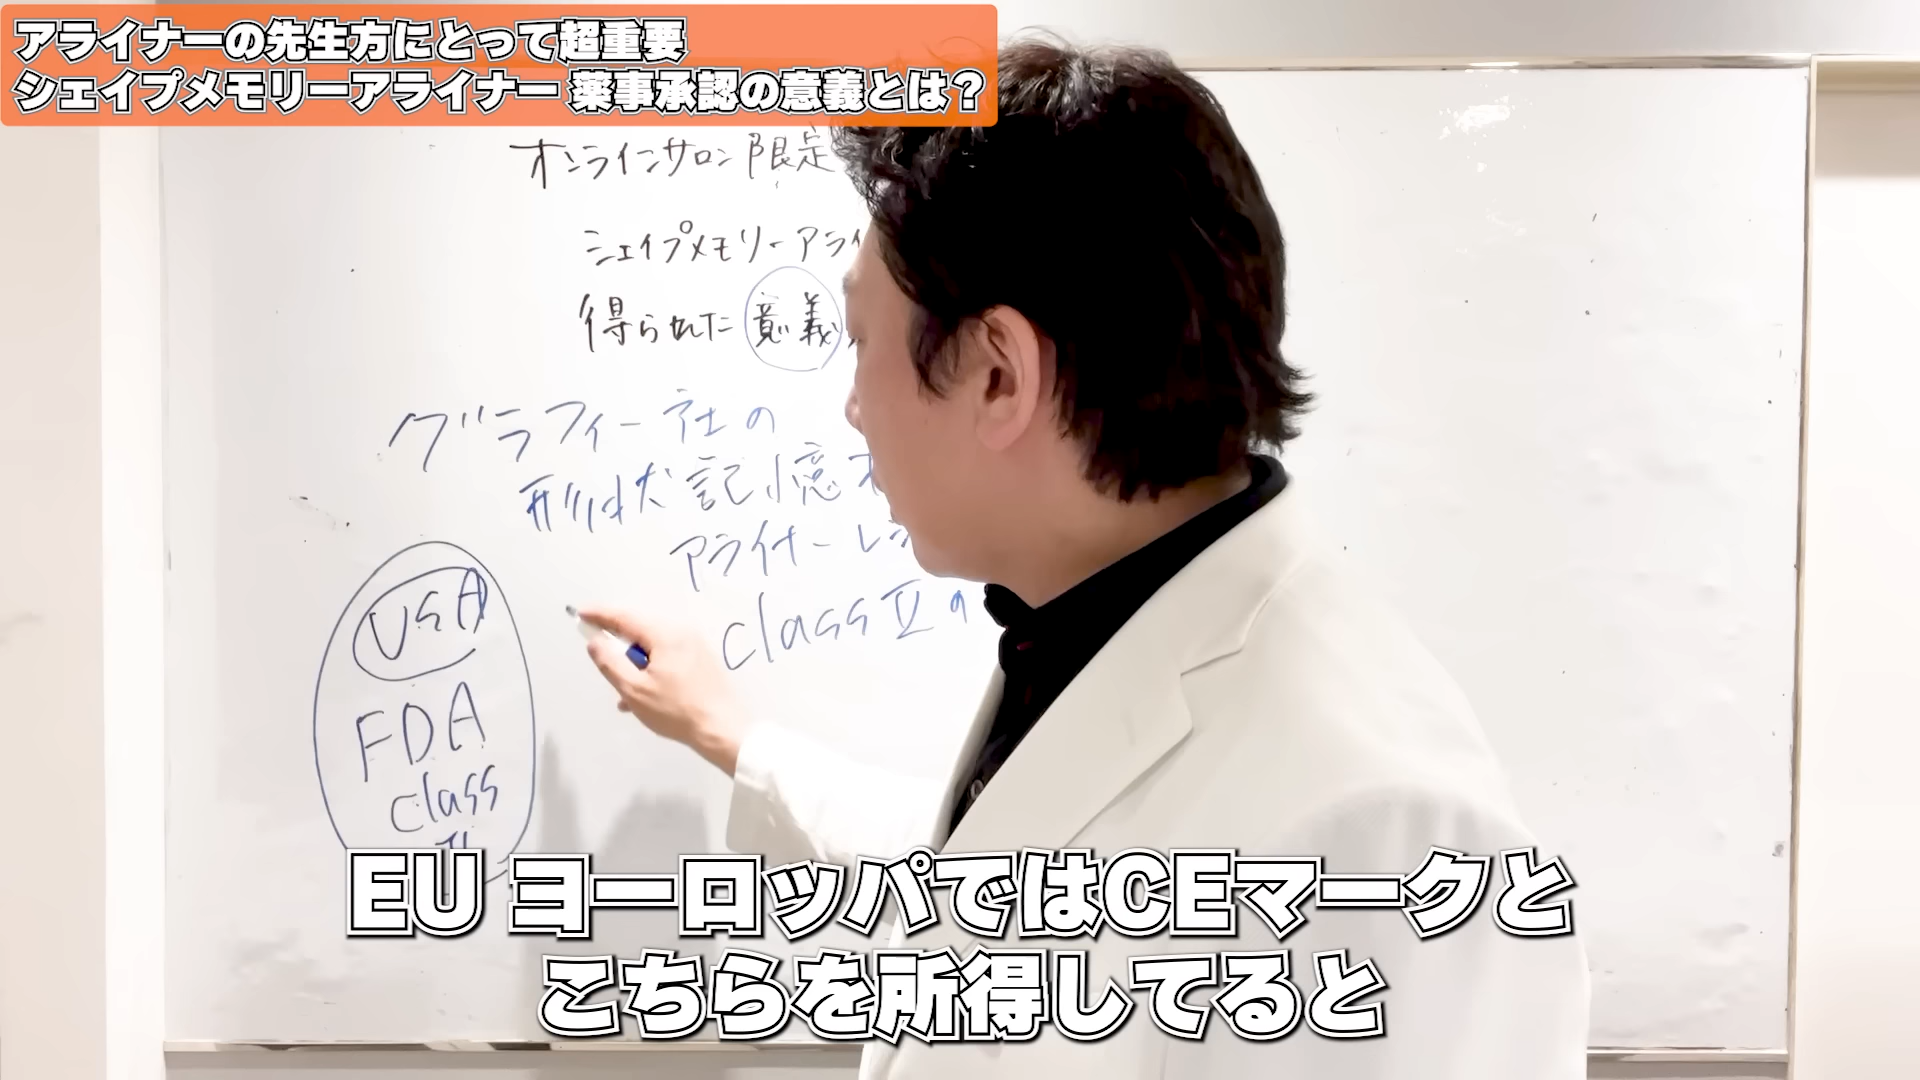 アライナーの先生方にとって超重要
シェイプメモリーアライナー 薬事承認の意義とは？
オンラインサロン限定
シェイプメモリーアライ
得られた意義
グラフィー社の
形状記憶
アライナーレジ
class Ⅱの
USA
FDA
class
Ⅱ
EU ヨーロッパではCEマークと
こちらを所得してると